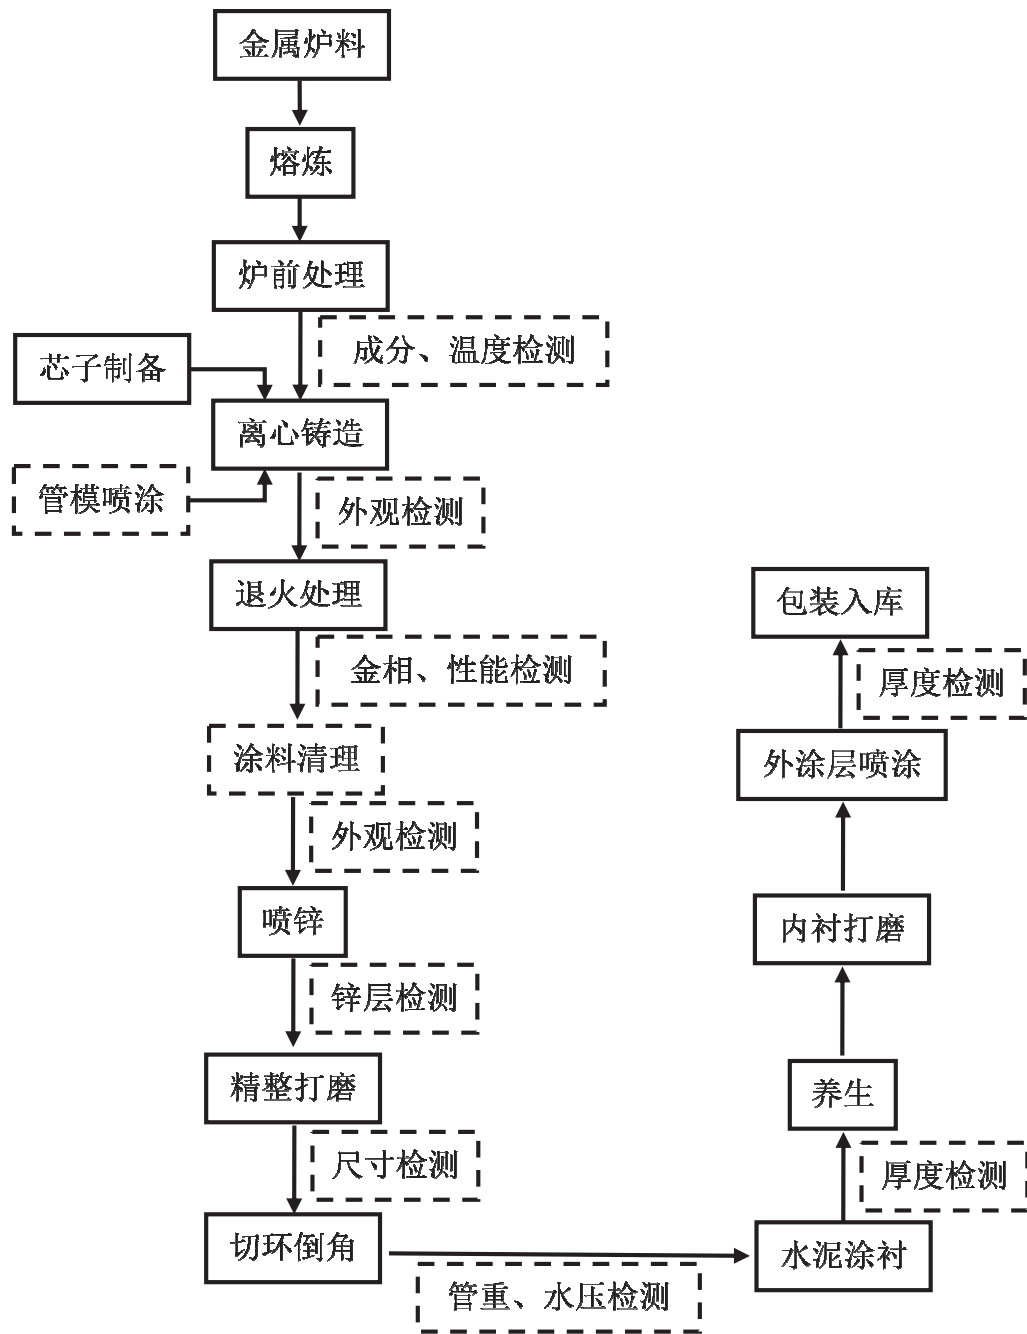 金属炉料
熔炼
炉前处理
成分、温度检测
芯子制备
离心铸造
管模喷涂
外观检测
退火处理
金相、性能检测
涂料清理
外观检测
喷锌
锌层检测
精整打磨
尺寸检测
切环倒角
管重、水压检测
水泥涂衬
厚度检测
养生
内衬打磨
外涂层喷涂
厚度检测
包装入库